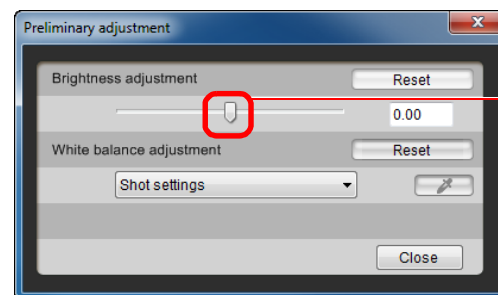 Preliminary adjustment
Brightness adjustment Reset
0.00
White balance adjustment Reset
Shot settings
Close